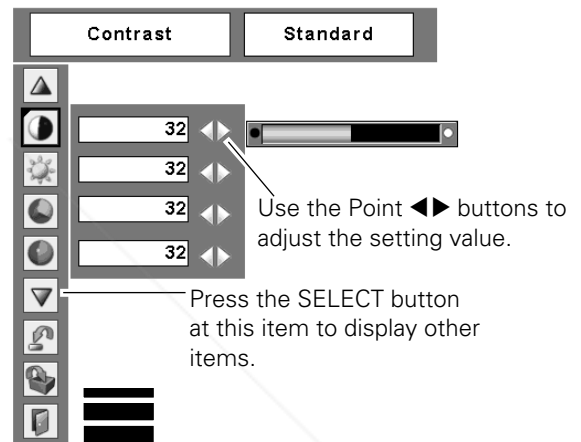 Contrast Standard
32
32
32
32
Use the Point ◀▶ buttons to
adjust the setting value.
Press the SELECT button
at this item to display other
items.